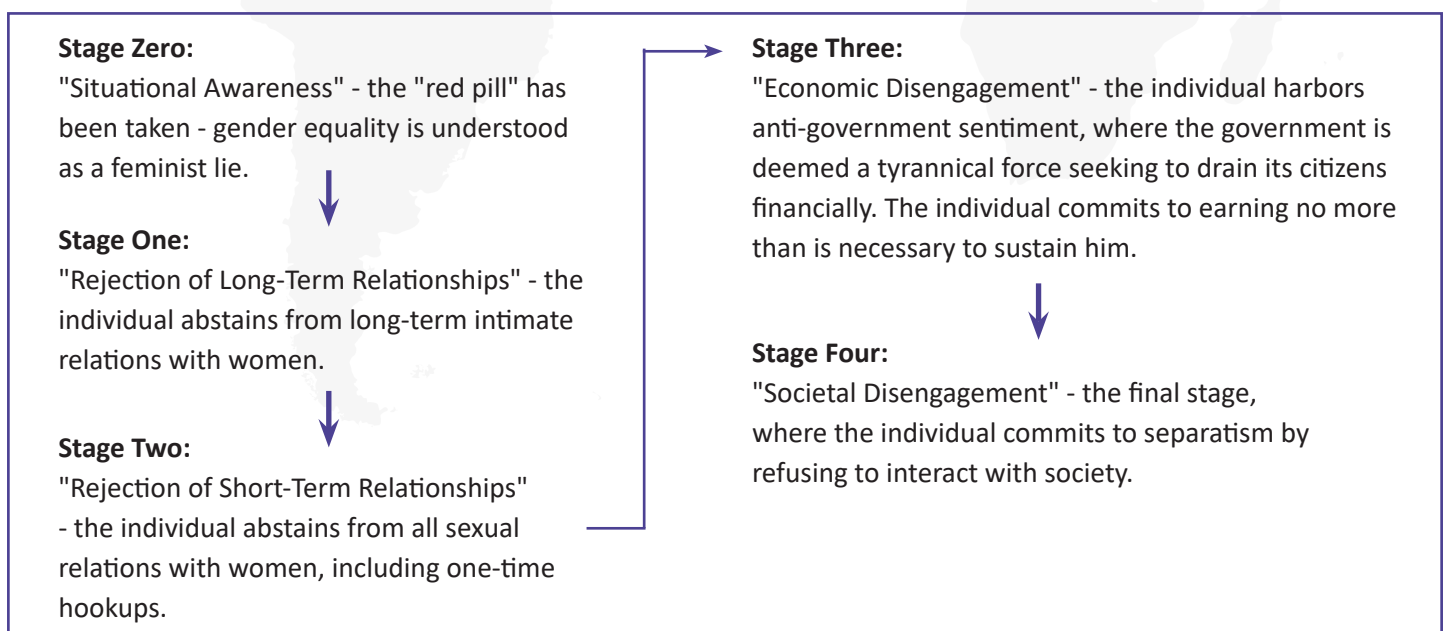 Stage Zero:
"Situational Awareness" - the "red pill" has
been taken - gender equality is understood
as a feminist lie.
Stage One:
"Rejection of Long-Term Relationships" - the
individual abstains from long-term intimate
relations with women.
Stage Two:
"Rejection of Short-Term Relationships"
- the individual abstains from all sexual
relations with women, including one-time
hookups.
Stage Three:
"Economic Disengagement" - the individual harbors
anti-government sentiment, where the government is
deemed a tyrannical force seeking to drain its citizens
financially. The individual commits to earning no more
than is necessary to sustain him.
Stage Four:
"Societal Disengagement" - the final stage,
where the individual commits to separatism by
refusing to interact with society.